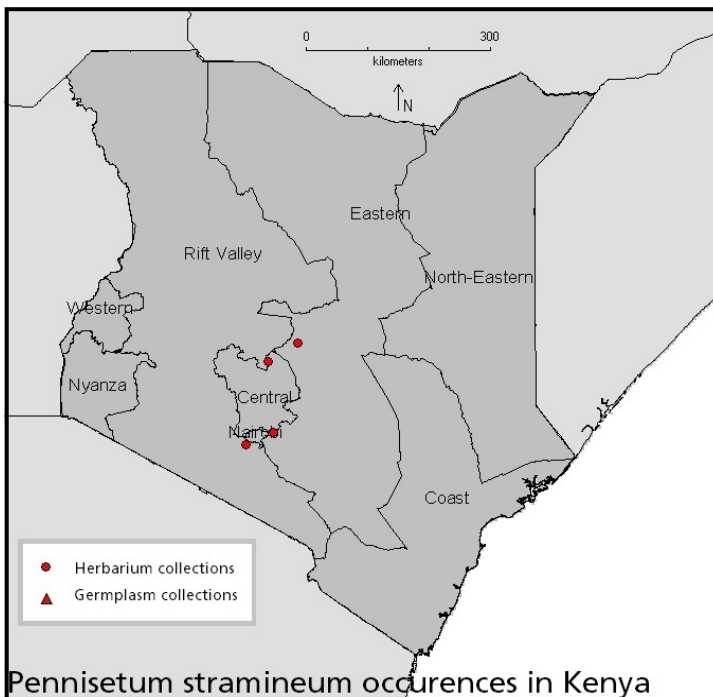 0 300
kilometers
N
Eastern
Rift Valley
North-Eastern
Western
Nyanza
Central
Nairobi
Coast
Herbarium collections
Germplasm collections
Pennisetum stramineum occurences in Kenya